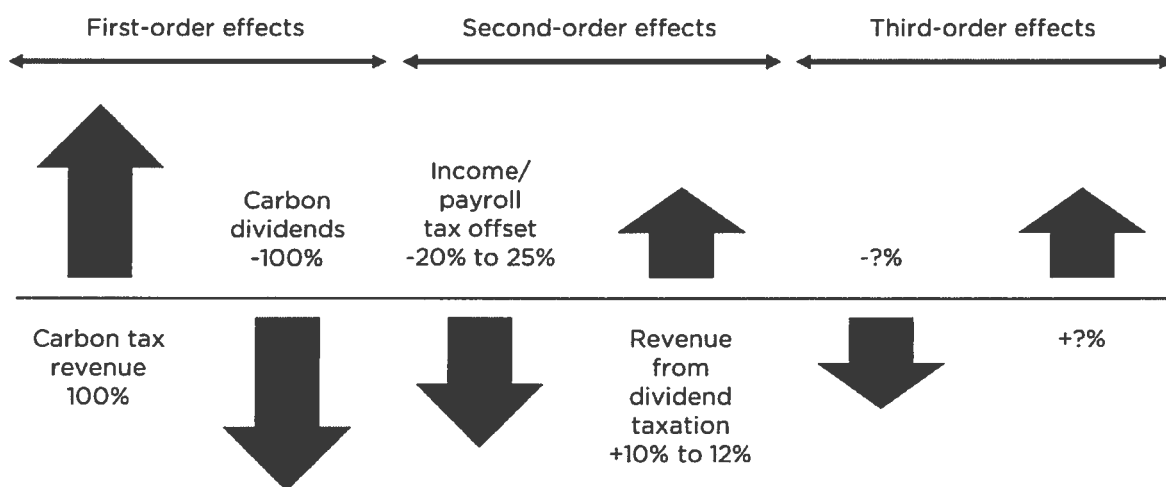 First-order effects
Second-order effects
Third-order effects
Carbon
dividends
-100%
Income/
payroll
tax offset
-20% to 25%
-?%
Carbon tax
revenue
100%
Revenue
from
dividend
taxation
+10% to 12%
+?%